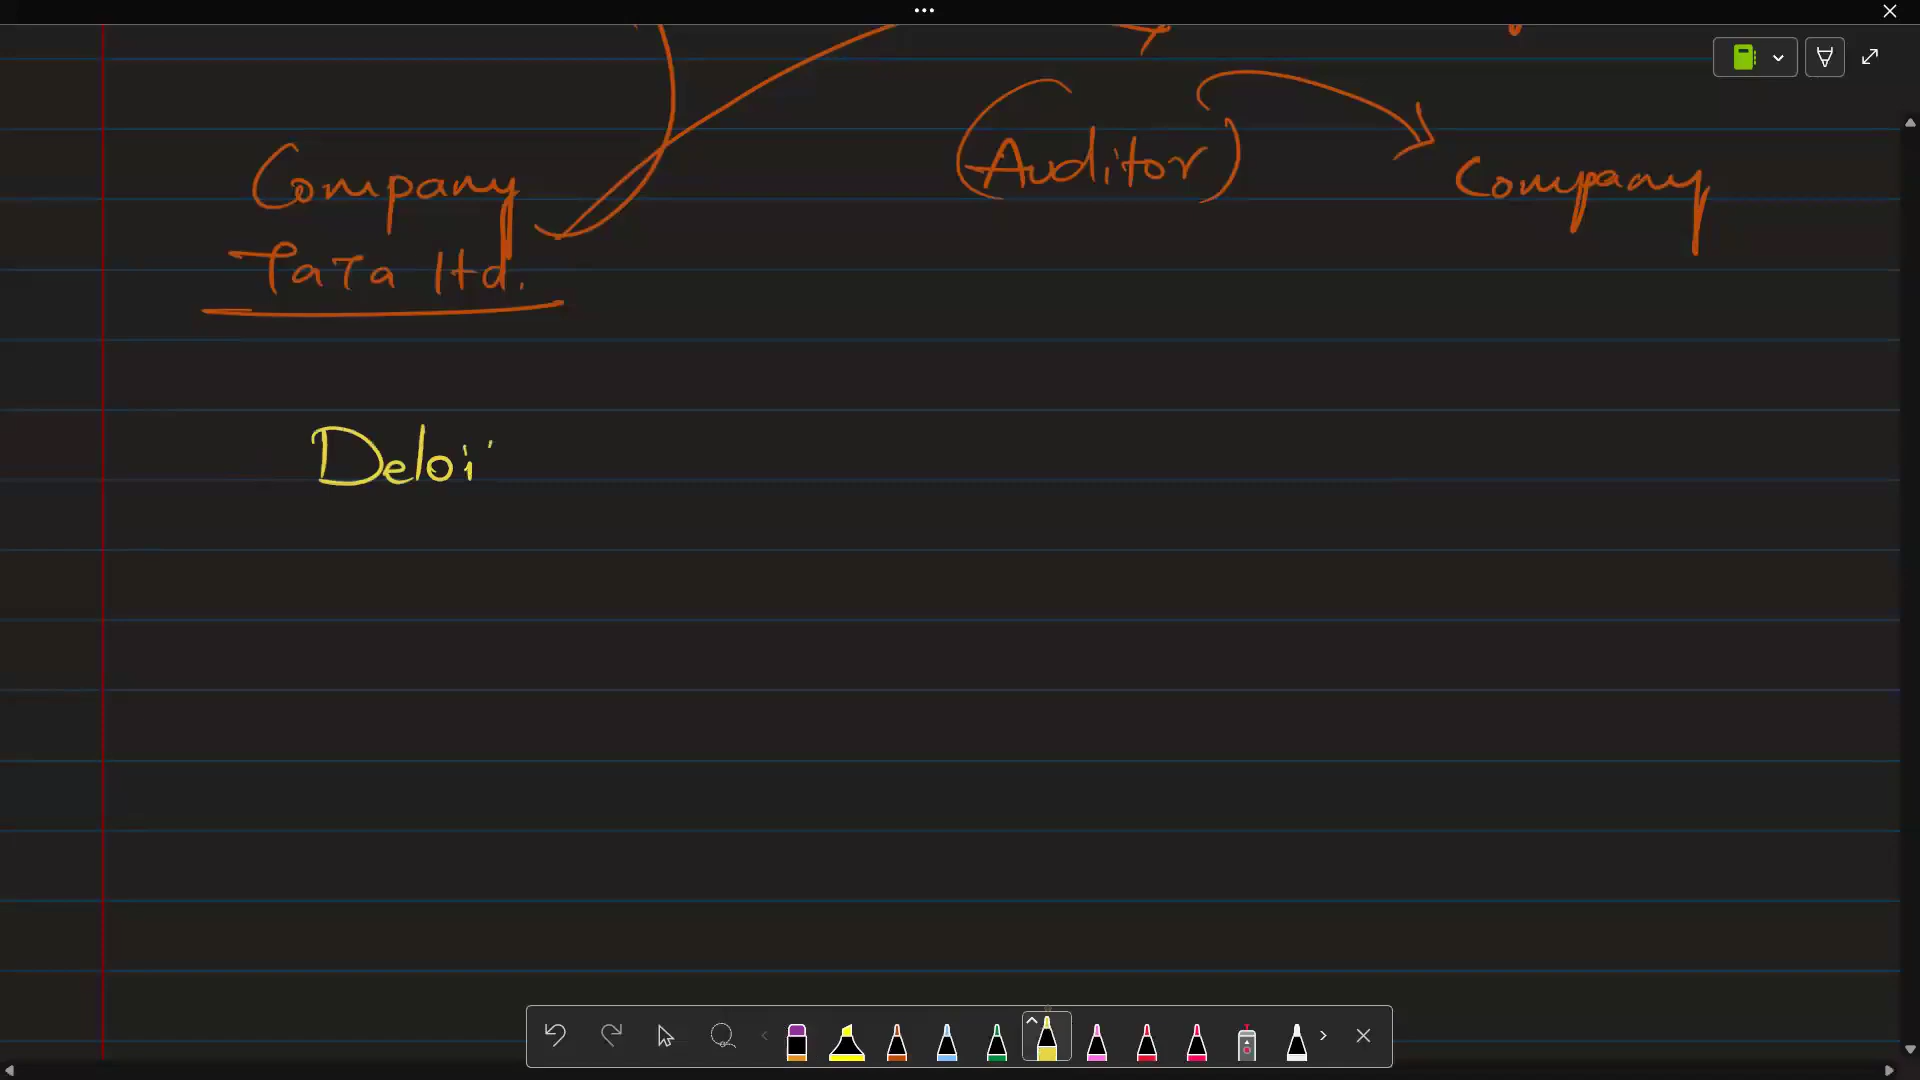 (Auditor)
Company
Company
TaTa ltd.
Deloi